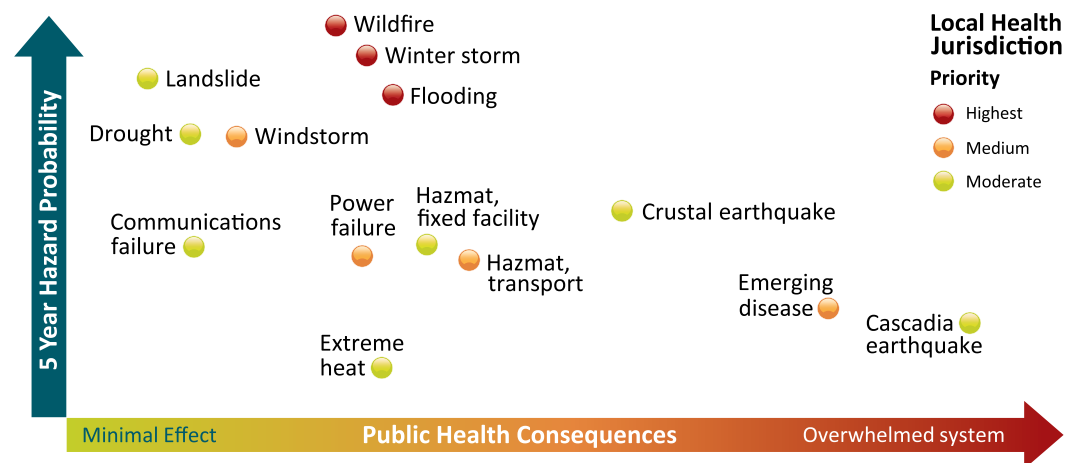 Wildfire
Winter storm
Flooding
Landslide
Drought
Windstorm
Communications
failure
Power
failure
Hazmat,
fixed facility
Hazmat,
transport
Crustal earthquake
Emerging
disease
Cascadia
earthquake
Extreme
heat
5 Year Hazard Probability
Minimal Effect
Public Health Consequences
Overwhelmed system
Local Health
Jurisdiction
Priority
Highest
Medium
Moderate